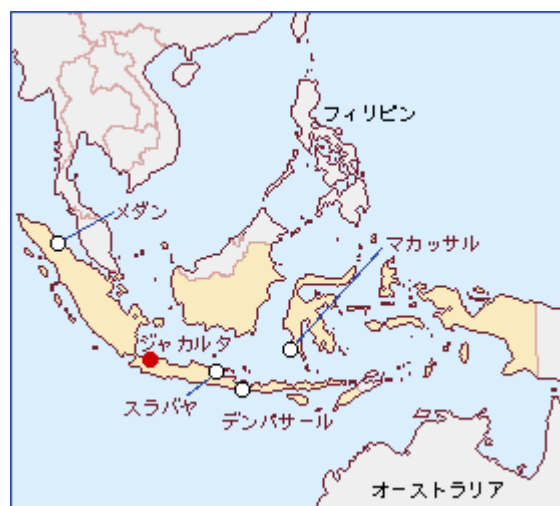 フィリピン
メダン
マカッサル
ジャカルタ
スラバヤ
デンパサール
オーストラリア